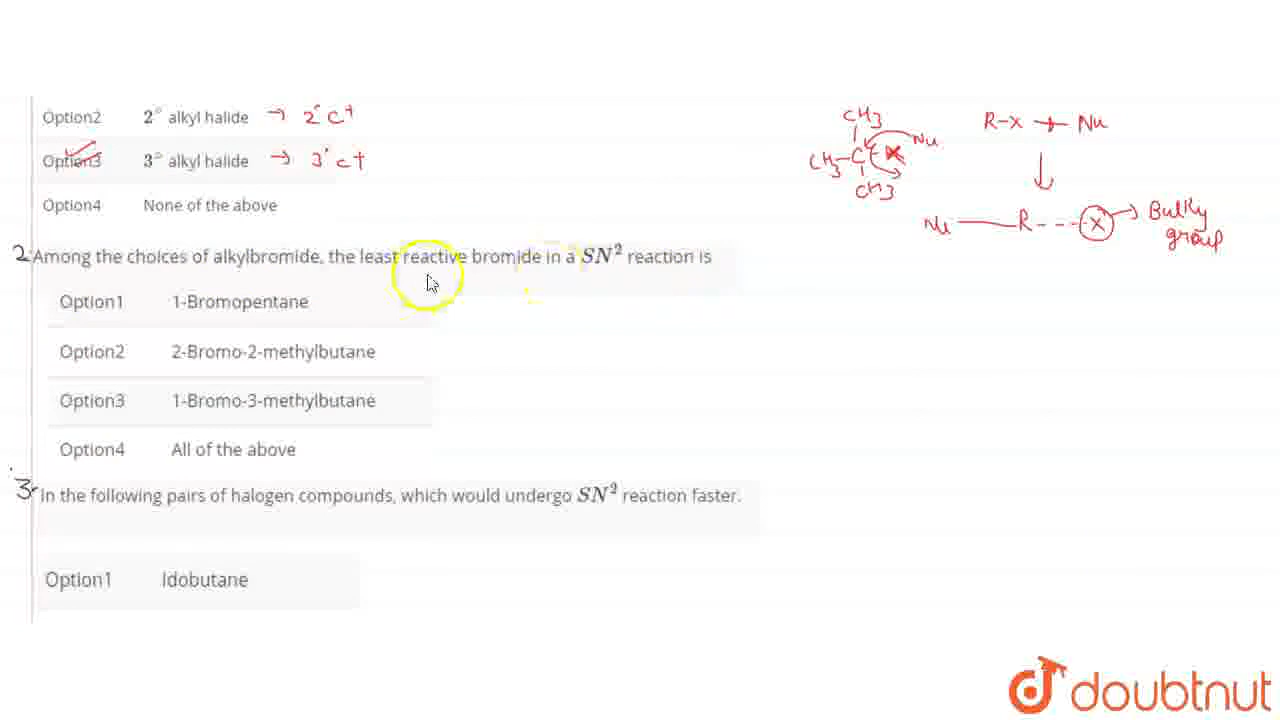 Option2 2° alkyl halide → 2° C+
Option3 3° alkyl halide → 3° C+
Option4 None of the above
CH3
CH3–C–X
Nu
CH3
R–X + Nu
↓
Nu — R --- X → Bulky
group
2. Among the choices of alkylbromide, the least reactive bromide in a SN² reaction is
Option1 1-Bromopentane
Option2 2-Bromo-2-methylbutane
Option3 1-Bromo-3-methylbutane
Option4 All of the above
3. In the following pairs of halogen compounds, which would undergo SN² reaction faster.
Option1 Idobutane
doubtnut